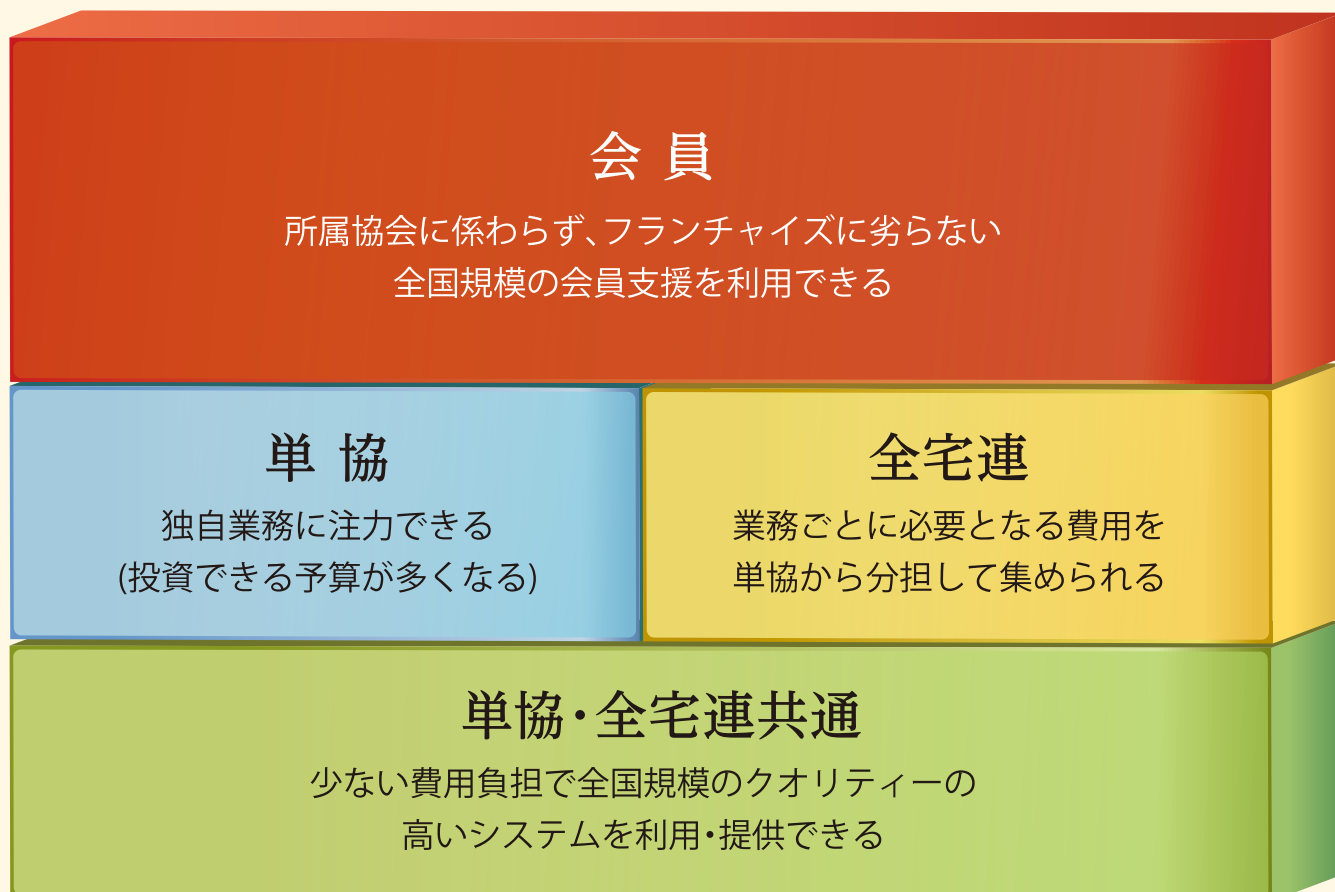 会 員
所属協会に係わらず、フランチャイズに劣らない
全国規模の会員支援を利用できる
単 協
独自業務に注力できる
(投資できる予算が多くなる)
全宅連
業務ごとに必要となる費用を
単協から分担して集められる
単協・全宅連共通
少ない費用負担で全国規模のクオリティーの
高いシステムを利用・提供できる